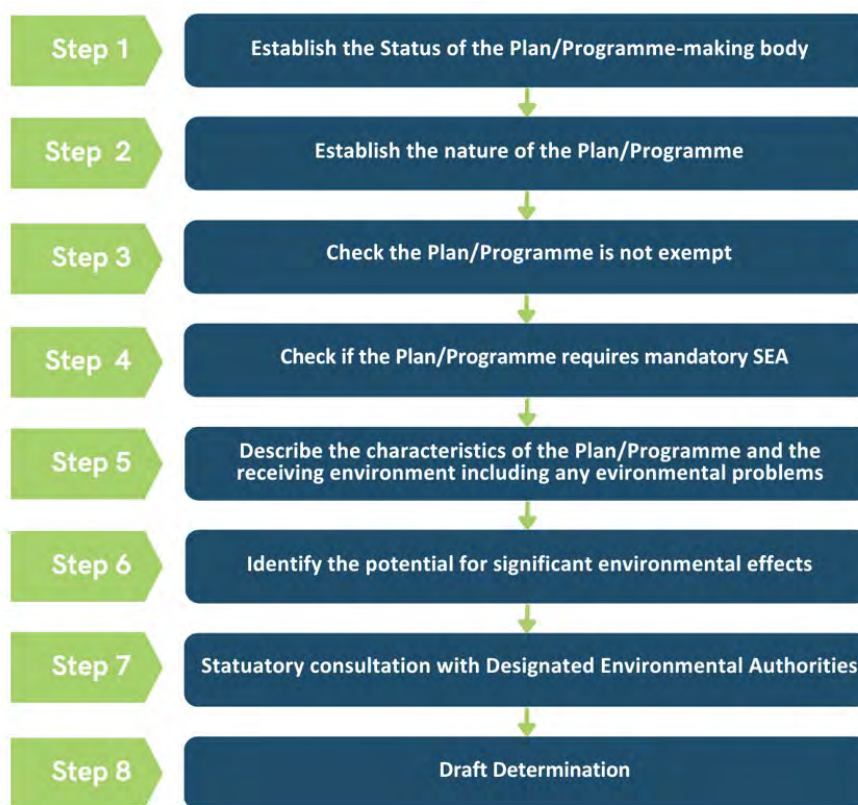 Step 1
Establish the Status of the Plan/Programme-making body
Step 2
Establish the nature of the Plan/Programme
Step 3
Check the Plan/Programme is not exempt
Step 4
Check if the Plan/Programme requires mandatory SEA
Step 5
Describe the characteristics of the Plan/Programme and the
receiving environment including any evironmental problems
Step 6
Identify the potential for significant environmental effects
Step 7
Statuatory consultation with Designated Environmental Authorities
Step 8
Draft Determination